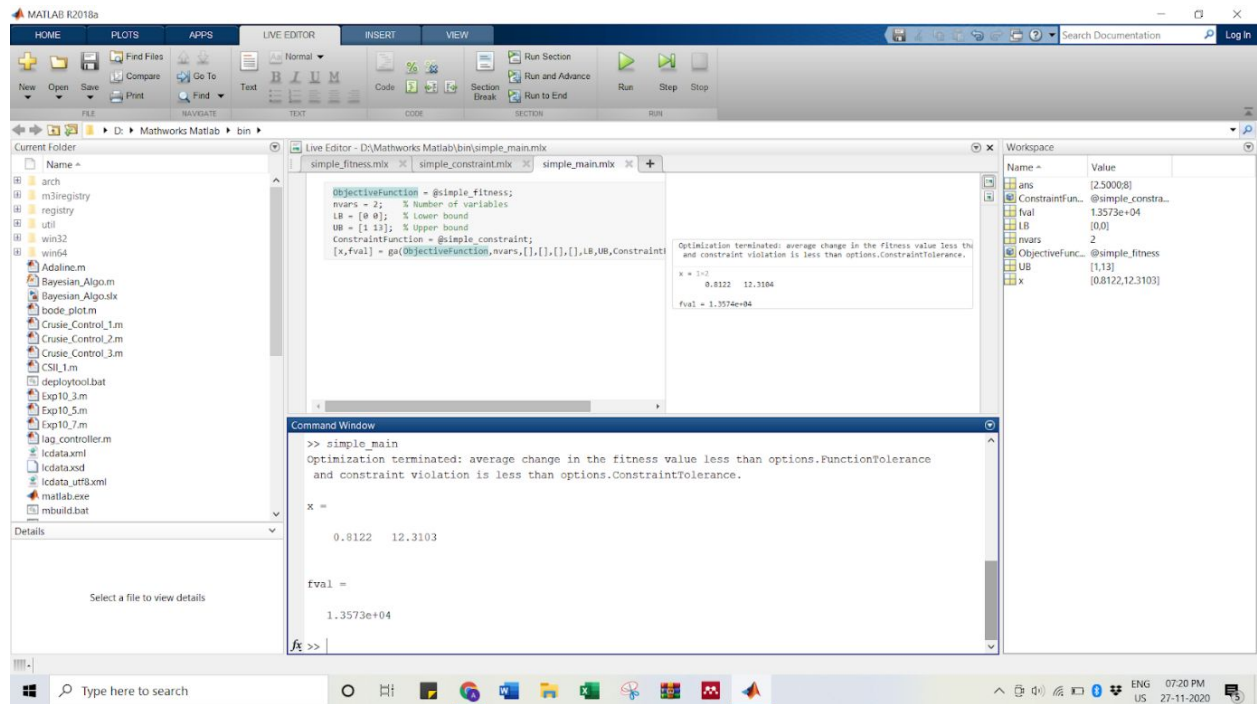 MATLAB R2018a
HOME PLOTS APPS LIVE EDITOR INSERT VIEW
Search Documentation
Log In
New Open Save
Find Files
Compare
Print
Go To
Find
Text
Normal
B I U M
Code
Section Break
Run Section
Run and Advance
Run to End
Run Step Stop
FILE NAVIGATE TEXT CODE SECTION RUN
D: Mathworks Matlab bin
Current Folder
Name
arch
m3iregistry
registry
util
win32
win64
Adaline.m
Bayesian_Algo.m
Bayesian_Algo.slx
bode_plot.m
Crusie_Control_1.m
Crusie_Control_2.m
Crusie_Control_3.m
CSII_1.m
deploytool.bat
Exp10_3.m
Exp10_5.m
Exp10_7.m
lag_controller.m
lcdata.xml
lcdata.xsd
lcdata_utf8.xml
matlab.exe
mbuild.bat
Details
Select a file to view details
Live Editor - D:\Mathworks Matlab\bin\simple_main.mlx
simple_fitness.mlx simple_constraint.mlx simple_main.mlx
ObjectiveFunction = @simple_fitness;
nvars = 2; % Number of variables
LB = [0 0]; % Lower bound
UB = [1 13]; % Upper bound
ConstraintFunction = @simple_constraint;
[x,fval] = ga(ObjectiveFunction,nvars,[],[],[],[],LB,UB,Constraint
Optimization terminated: average change in the fitness value less
and constraint violation is less than options.ConstraintTolerance.
x = 1×2
0.8122 12.3104
fval = 1.3574e+04
Command Window
>> simple_main
Optimization terminated: average change in the fitness value less than options.FunctionTolerance
and constraint violation is less than options.ConstraintTolerance.
x =
0.8122 12.3103
fval =
1.3573e+04
fx >>
Workspace
Name Value
ans [2.5000;8]
ConstraintFun... @simple_constra...
fval 1.3573e+04
LB [0,0]
nvars 2
ObjectiveFunc... @simple_fitness
UB [1,13]
x [0.8122,12.3103]
Type here to search
ENG US
07:20 PM
27-11-2020